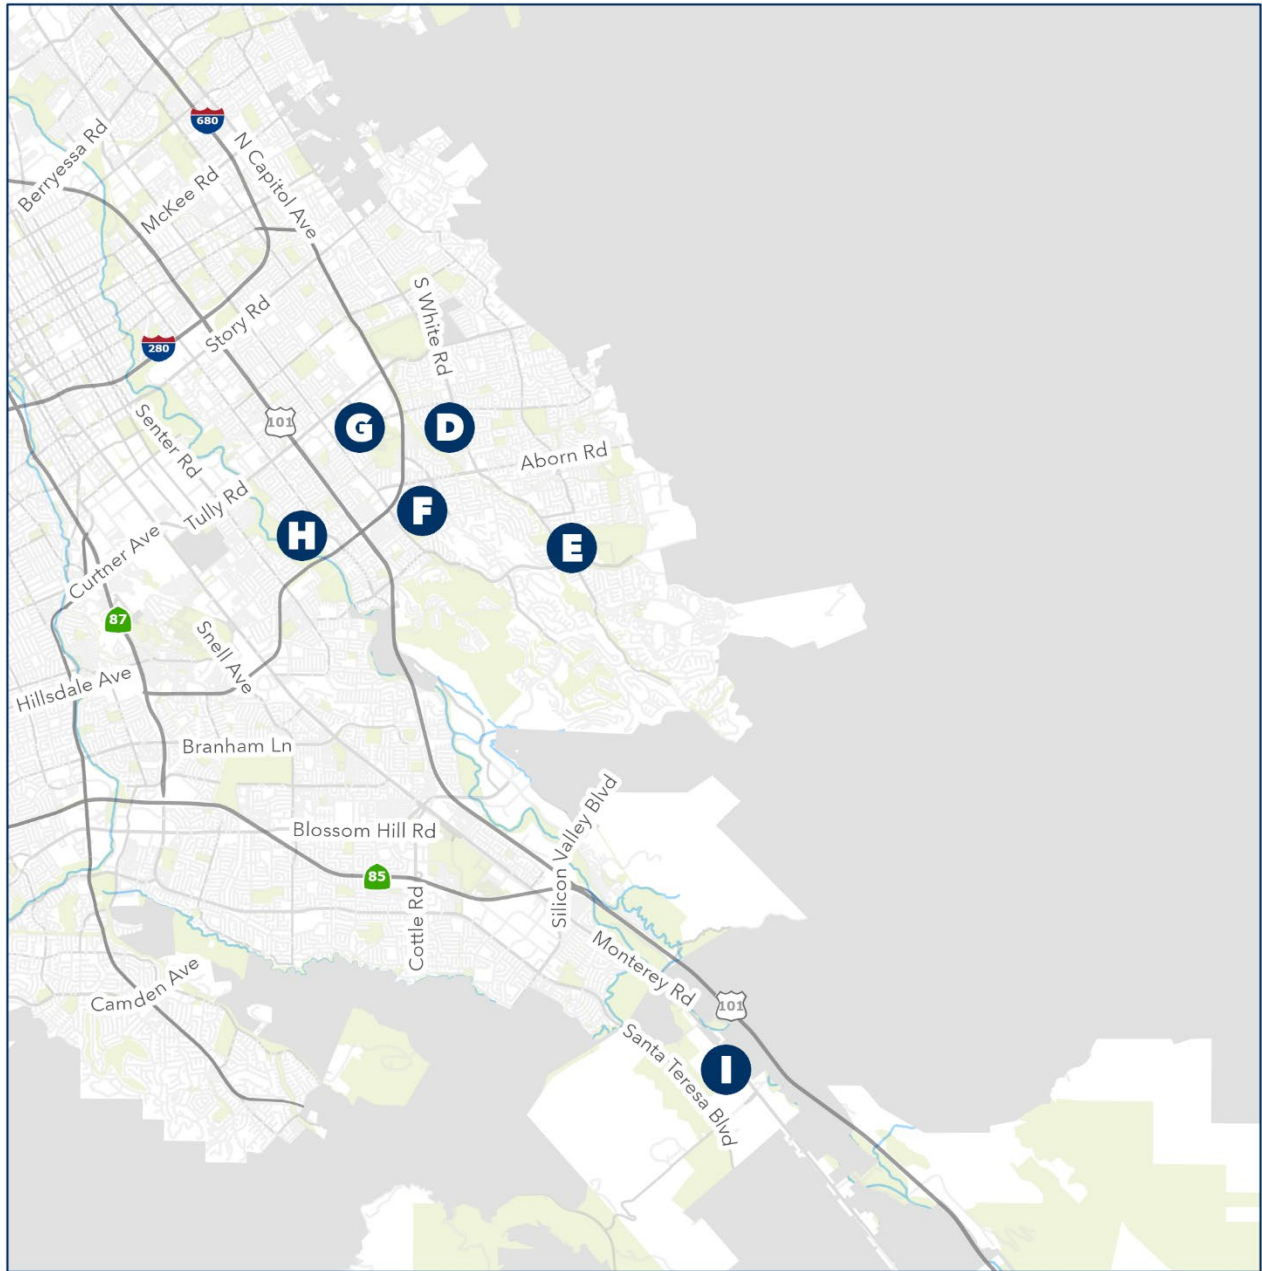 680
Berryessa Rd
N Capitol Ave
McKee Rd
S White Rd
Story Rd
280
101
G
D
Senter Rd
Aborn Rd
Tully Rd
F
H
E
Curtner Ave
87
Snell Ave
Hillsdale Ave
Branham Ln
Silicon Valley Blvd
Blossom Hill Rd
85
Cottle Rd
Monterey Rd
Camden Ave
101
Santa Teresa Blvd
I